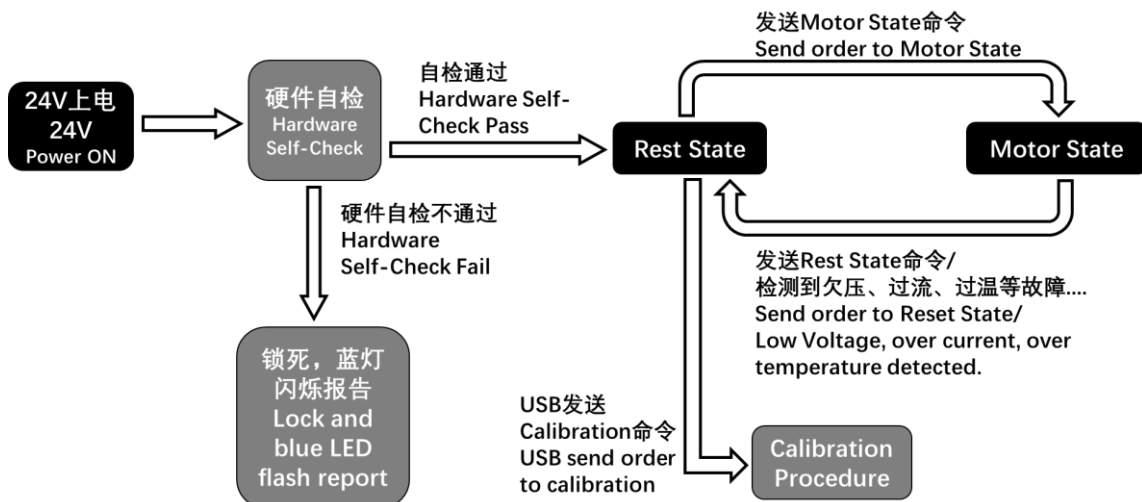 24V上电
24V
Power ON
硬件自检
Hardware
Self-Check
自检通过
Hardware Self-
Check Pass
硬件自检不通过
Hardware
Self-Check Fail
锁死，蓝灯
闪烁报告
Lock and
blue LED
flash report
Rest State
发送Motor State命令
Send order to Motor State
Motor State
发送Rest State命令/
检测到欠压、过流、过温等故障....
Send order to Reset State/
Low Voltage, over current, over
temperature detected.
USB发送
Calibration命令
USB send order
to calibration
Calibration
Procedure